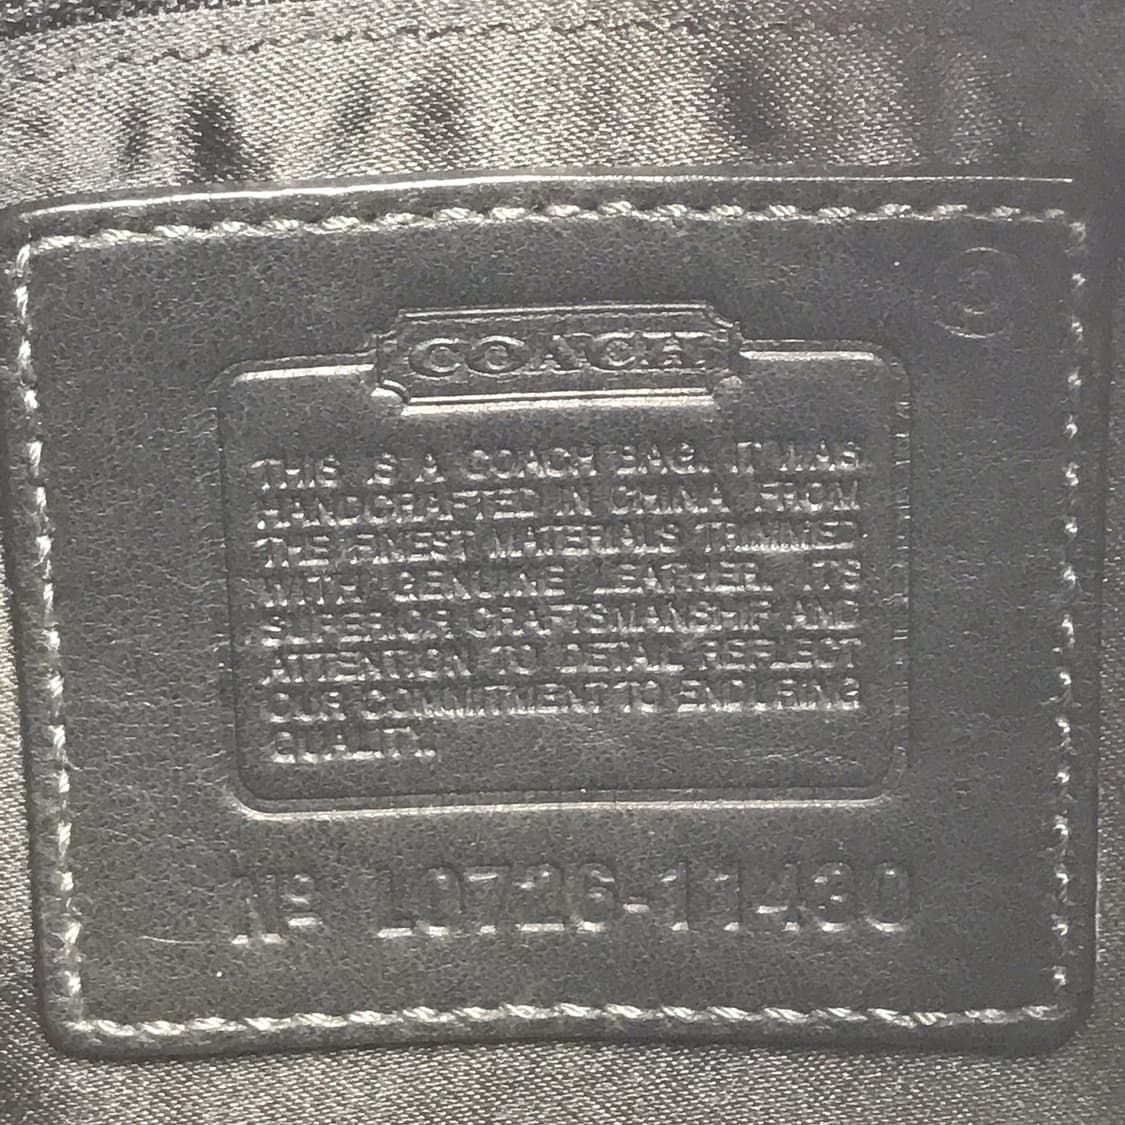 COACH
THIS IS A COACH BAG. IT WAS
HANDCRAFTED IN CHINA FROM
THE FINEST MATERIALS TRIMMED
WITH GENUINE LEATHER. ITS
SUPERIOR CRAFTSMANSHIP AND
ATTENTION TO DETAIL REFLECT
OUR COMMITMENT TO ENDURING
QUALITY.
Nº 10726-11430